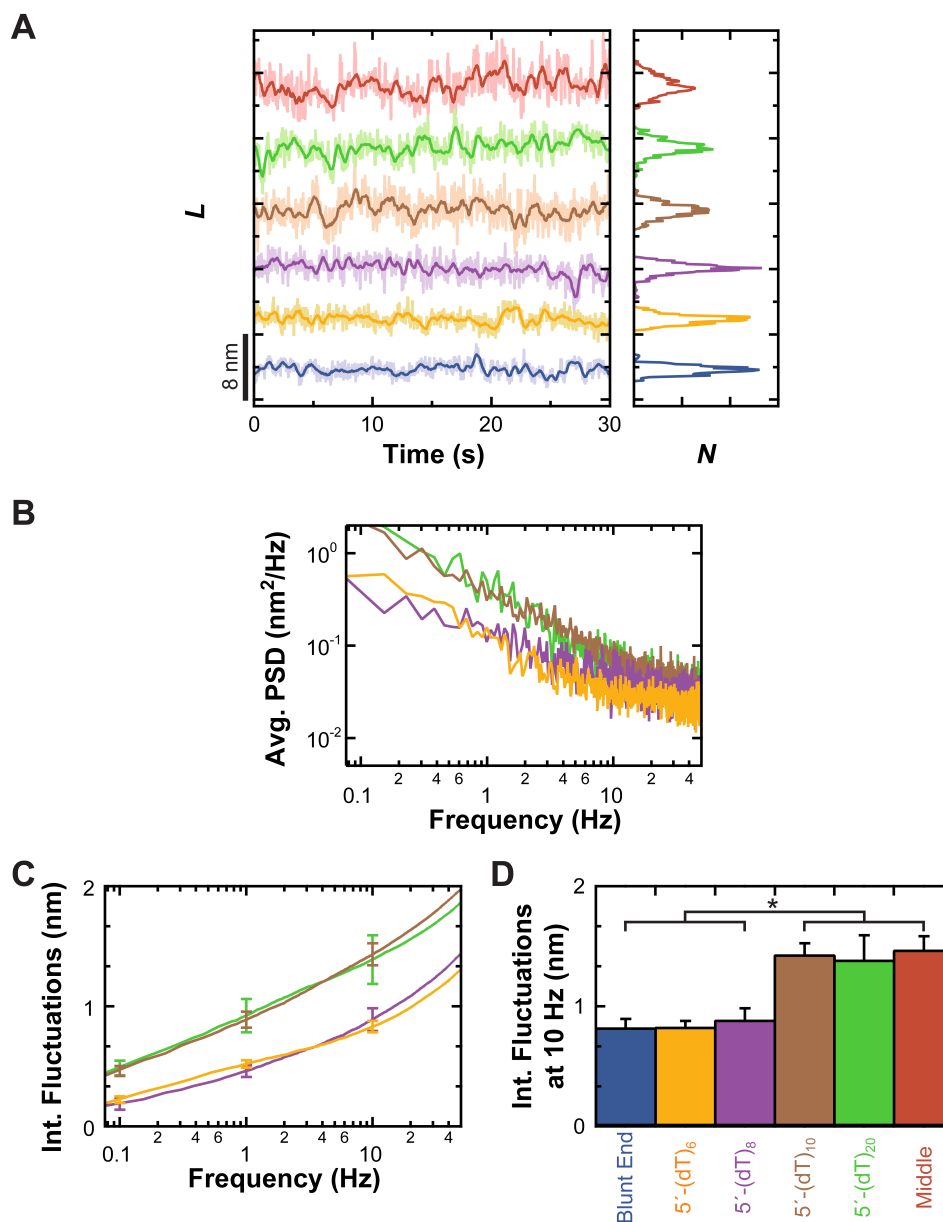 A
L
8 nm
0 10 20 30
Time (s)
N
B
Avg. PSD (nm²/Hz)
10⁰
10⁻¹
10⁻²
0.1 2 4 6 1 2 4 6 10 2 4
Frequency (Hz)
C
Int. Fluctuations (nm)
2
1
0
0.1 2 4 6 1 2 4 6 10 2 4
Frequency (Hz)
D
Int. Fluctuations
at 10 Hz (nm)
2
1
0
*
Blunt End
5´-(dT)₆
5´-(dT)₈
5´-(dT)₁₀
5´-(dT)₂₀
Middle